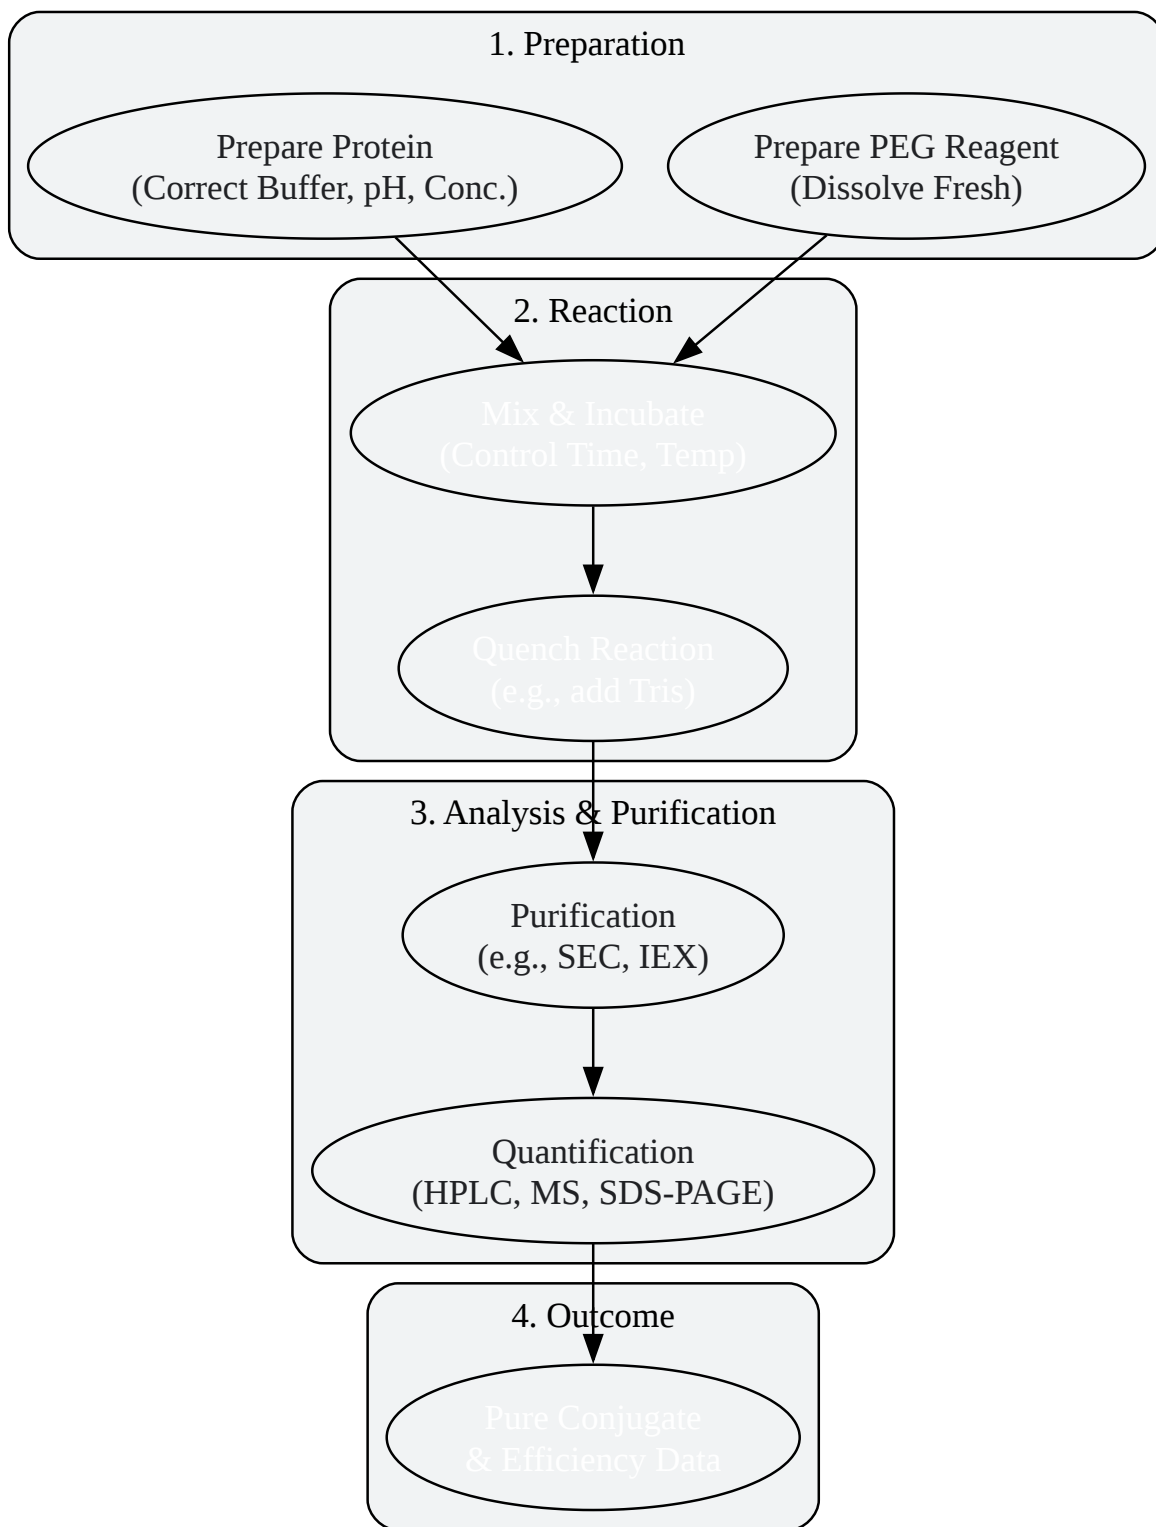 1. Preparation
Prepare Protein
(Correct Buffer, pH, Conc.)
Prepare PEG Reagent
(Dissolve Fresh)
2. Reaction
Mix & Incubate
(Control Time, Temp)
Quench Reaction
(e.g., add Tris)
3. Analysis & Purification
Purification
(e.g., SEC, IEX)
Quantification
(HPLC, MS, SDS-PAGE)
4. Outcome
Pure Conjugate
& Efficiency Data